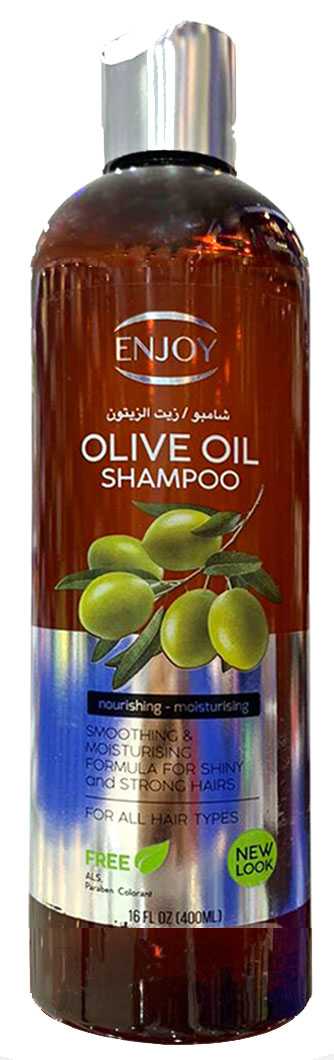 ENJOY
شامبو / زيت الزيتون
OLIVE OIL
SHAMPOO
nourishing - moisturising
SMOOTHING &
MOISTURISING
FORMULA FOR SHINY
and STRONG HAIRS
FOR ALL HAIR TYPES
FREE
ALS,
Paraben Colorant
NEW
LOOK
16 FL OZ (400ML)